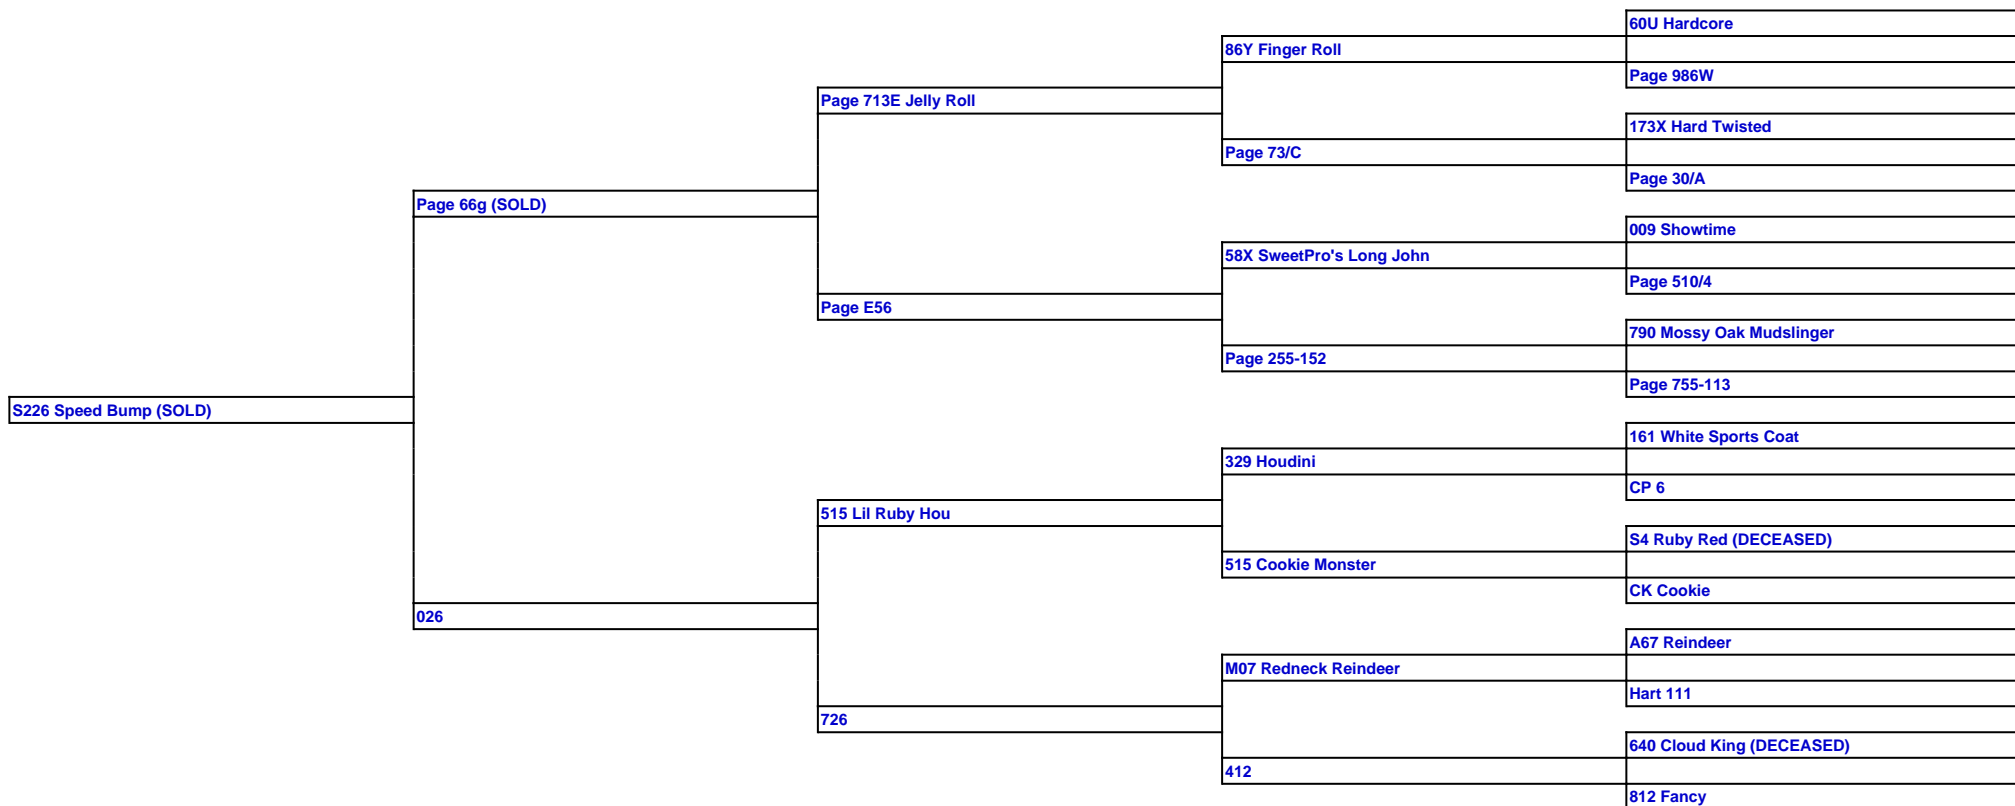 60U Hardcore
86Y Finger Roll
Page 986W
Page 713E Jelly Roll
173X Hard Twisted
Page 73/C
Page 30/A
Page 66g (SOLD)
009 Showtime
58X SweetPro's Long John
Page 510/4
Page E56
790 Mossy Oak Mudslinger
Page 255-152
Page 755-113
S226 Speed Bump (SOLD)
161 White Sports Coat
329 Houdini
CP 6
515 Lil Ruby Hou
S4 Ruby Red (DECEASED)
515 Cookie Monster
CK Cookie
026
A67 Reindeer
M07 Redneck Reindeer
Hart 111
726
640 Cloud King (DECEASED)
412
812 Fancy